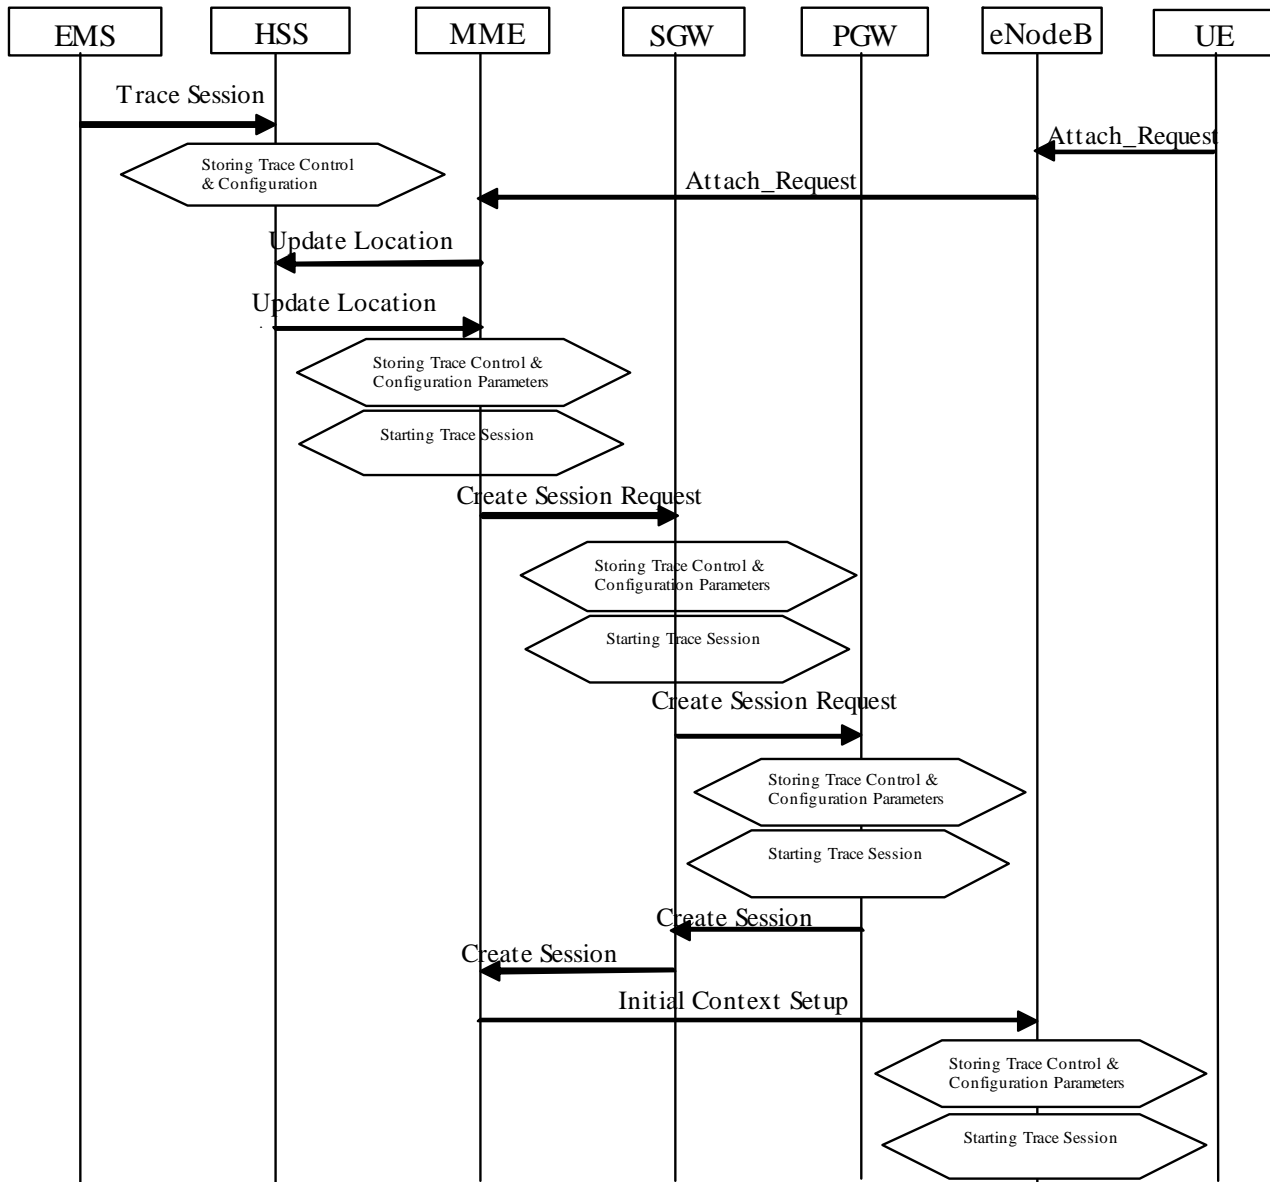 EMS
HSS
MME
SGW
PGW
eNodeB
UE
Trace Session
Attach_Request
Storing Trace Control
& Configuration
Attach_Request
Update Location
Update Location
Storing Trace Control &
Configuration Parameters
Starting Trace Session
Create Session Request
Storing Trace Control &
Configuration Parameters
Starting Trace Session
Create Session Request
Storing Trace Control &
Configuration Parameters
Starting Trace Session
Create Session
Create Session
Initial Context Setup
Storing Trace Control &
Configuration Parameters
Starting Trace Session